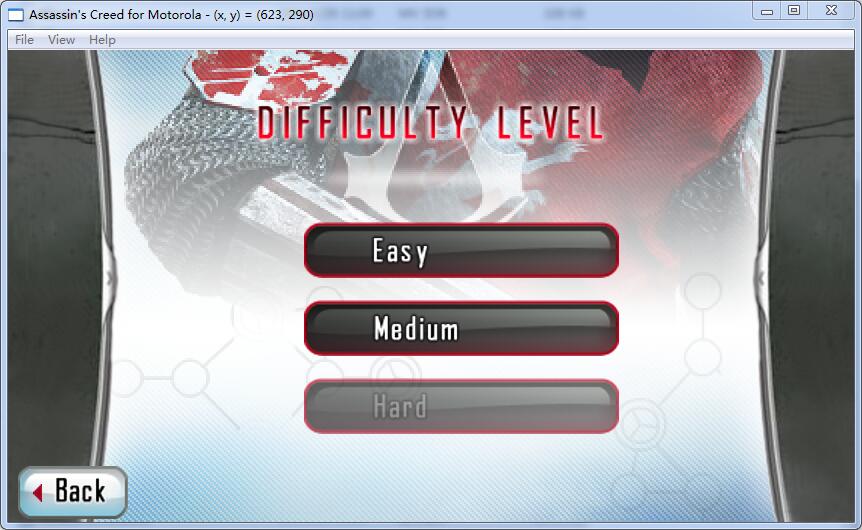 Assassin's Creed for Motorola - (x, y) = (623, 290)
File View Help
DIFFICULTY LEVEL
Easy
Medium
Hard
Back